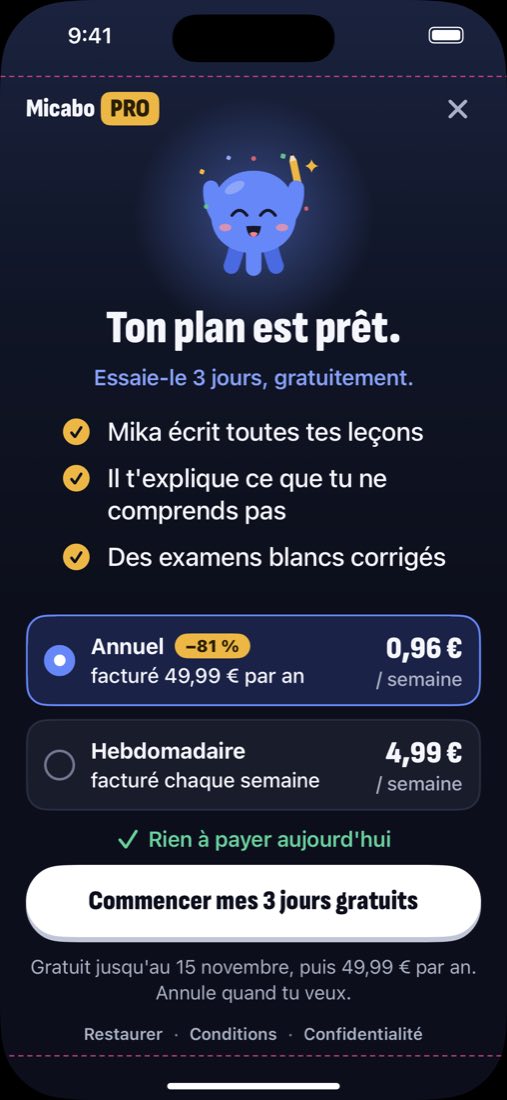 9:41
Micabo PRO
Ton plan est prêt.
Essaie-le 3 jours, gratuitement.
Mika écrit toutes tes leçons
Il t'explique ce que tu ne
comprends pas
Des examens blancs corrigés
Annuel −81 % 0,96 €
facturé 49,99 € par an / semaine
Hebdomadaire 4,99 €
facturé chaque semaine / semaine
Rien à payer aujourd'hui
Commencer mes 3 jours gratuits
Gratuit jusqu'au 15 novembre, puis 49,99 € par an.
Annule quand tu veux.
Restaurer · Conditions · Confidentialité